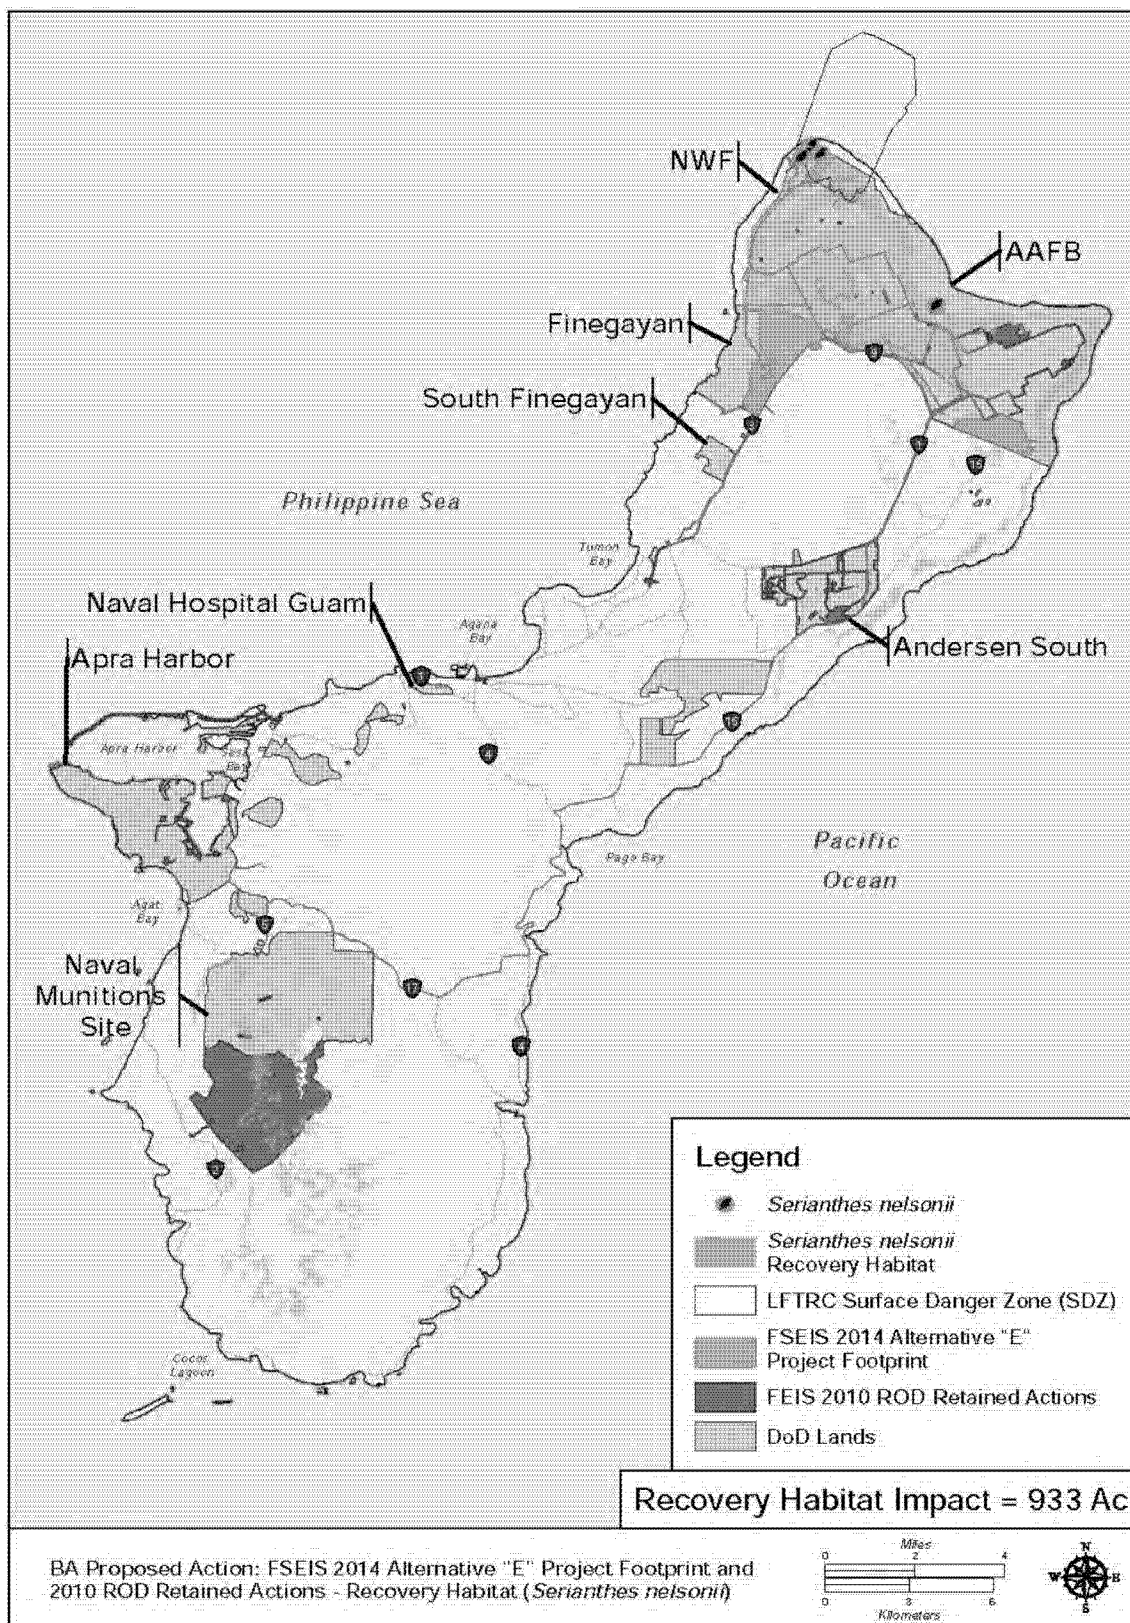 NWF
AAFB
Finegayan
South Finegayan
Philippine Sea
Tumon
Bay
Naval Hospital Guam
Agana
Bay
Andersen South
Apra Harbor
Apra Harbor
Bay
Pacific
Ocean
Pago Bay
Agat
Bay
Naval
Munitions
Site
Cocos
Lagoon
Legend
Serianthes nelsonii
Serianthes nelsonii
Recovery Habitat
LFTRC Surface Danger Zone (SDZ)
FSEIS 2014 Alternative "E"
Project Footprint
FEIS 2010 ROD Retained Actions
DoD Lands
Recovery Habitat Impact = 933 Ac
BA Proposed Action: FSEIS 2014 Alternative "E" Project Footprint and
2010 ROD Retained Actions - Recovery Habitat (Serianthes nelsonii)
Miles
0 2 4
0 3 6
Kilometers
N
W E
S